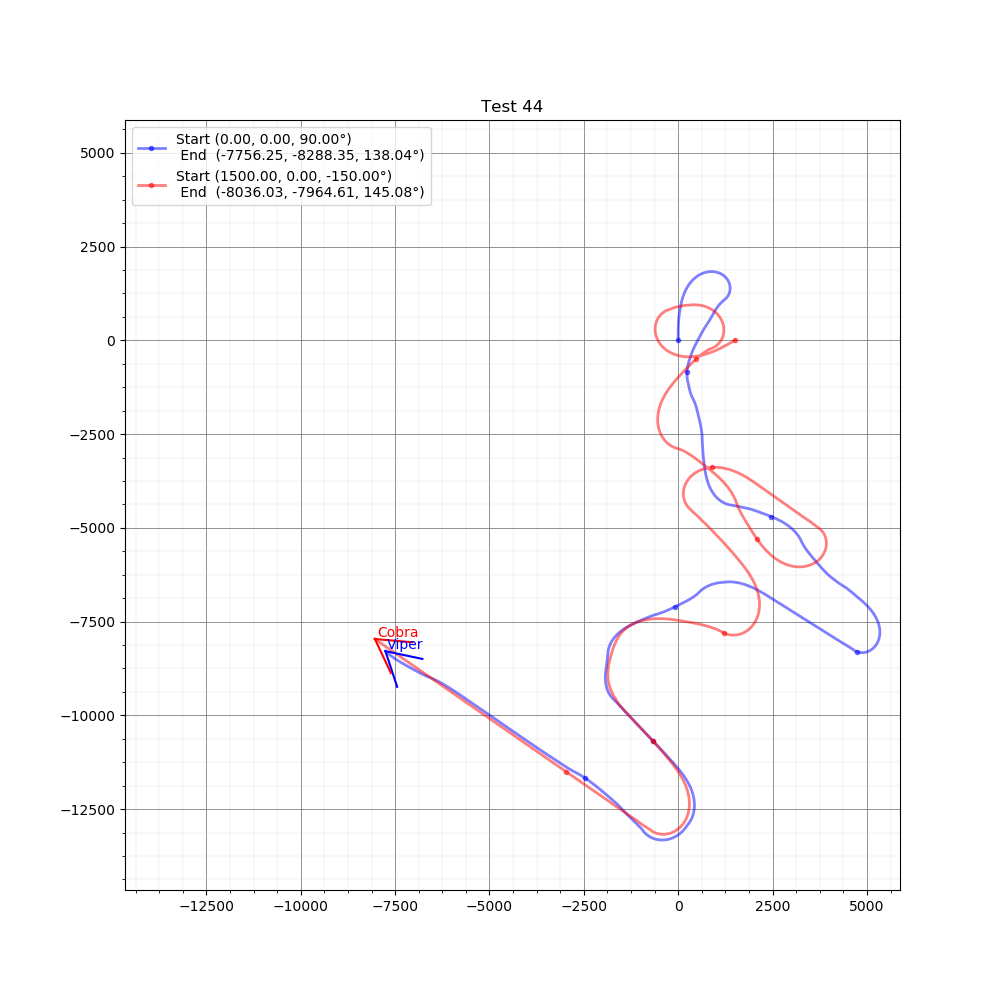 Test 44
Start (0.00, 0.00, 90.00°)
End (-7756.25, -8288.35, 138.04°)
Start (1500.00, 0.00, -150.00°)
End (-8036.03, -7964.61, 145.08°)
5000
2500
0
−2500
−5000
−7500
−10000
−12500
Cobra
Viper
−12500 −10000 −7500 −5000 −2500 0 2500 5000